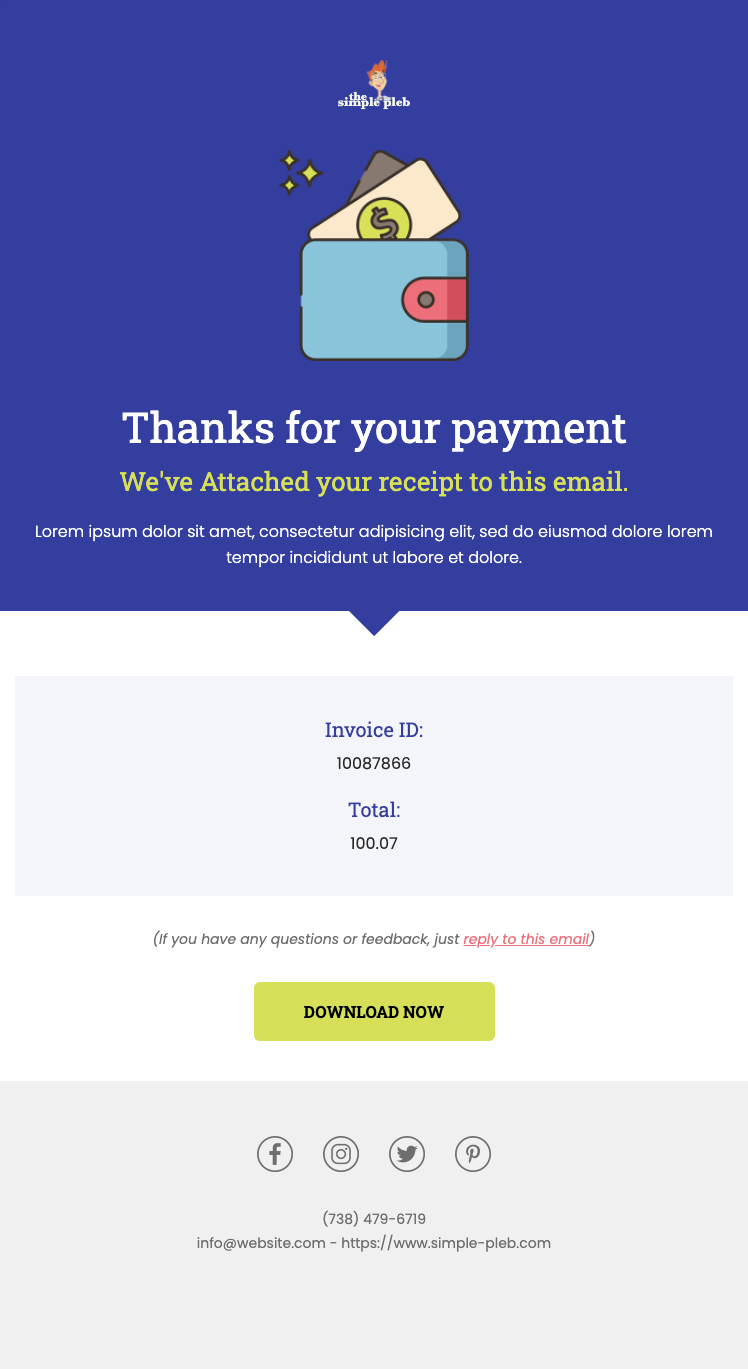 the
simple pleb
$
Thanks for your payment
We've Attached your receipt to this email.
Lorem ipsum dolor sit amet, consectetur adipisicing elit, sed do eiusmod dolore lorem
tempor incididunt ut labore et dolore.
Invoice ID:
10087866
Total:
100.07
(If you have any questions or feedback, just reply to this email)
DOWNLOAD NOW
(738) 479-6719
info@website.com - https://www.simple-pleb.com